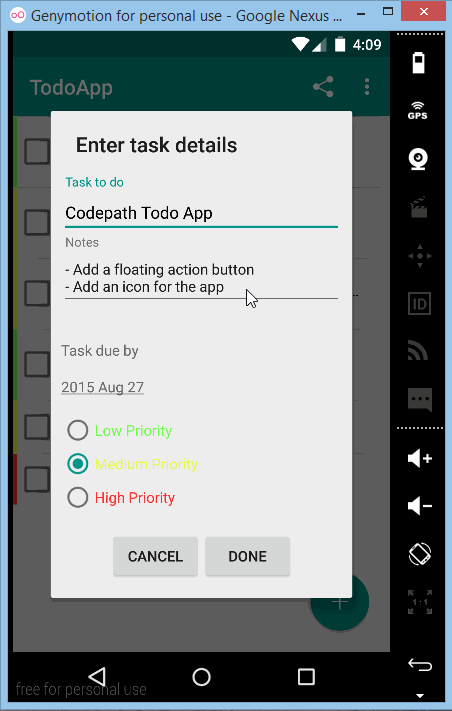 Genymotion for personal use - Google Nexus ...
4:09
TodoApp
Enter task details
Task to do
Codepath Todo App
Notes
- Add a floating action button
- Add an icon for the app
Task due by
2015 Aug 27
Low Priority
Medium Priority
High Priority
CANCEL DONE
free for personal use
GPS
ID
1:1